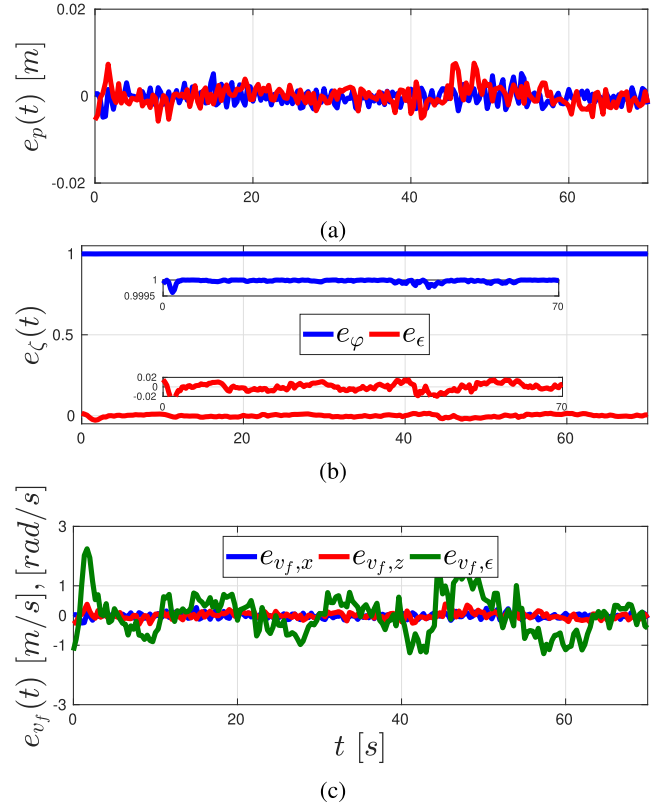 0.02
0
-0.02
e_p(t) [m]
0 20 40 60
(a)
1
0.5
0
e_ζ(t)
1
0.9995
0 70
e_φ e_ϵ
0.02
0
-0.02
0 70
0 20 40 60
(b)
3
1
0
-1
-3
e_{v_f}(t) [m/s], [rad/s]
e_{v_f,x} e_{v_f,z} e_{v_f,ϵ}
0 20 40 60
t [s]
(c)